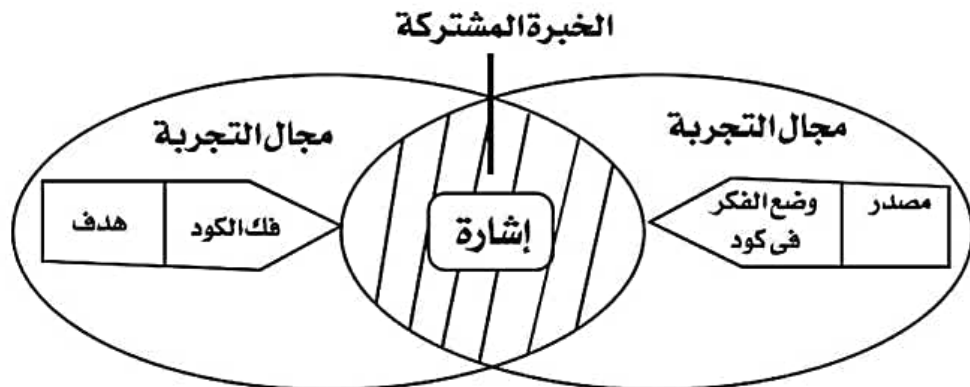 الخبرة المشتركة
مجال التجربة
مجال التجربة
مصدر
وضع الفكر
فى كود
إشارة
فك الكود
هدف